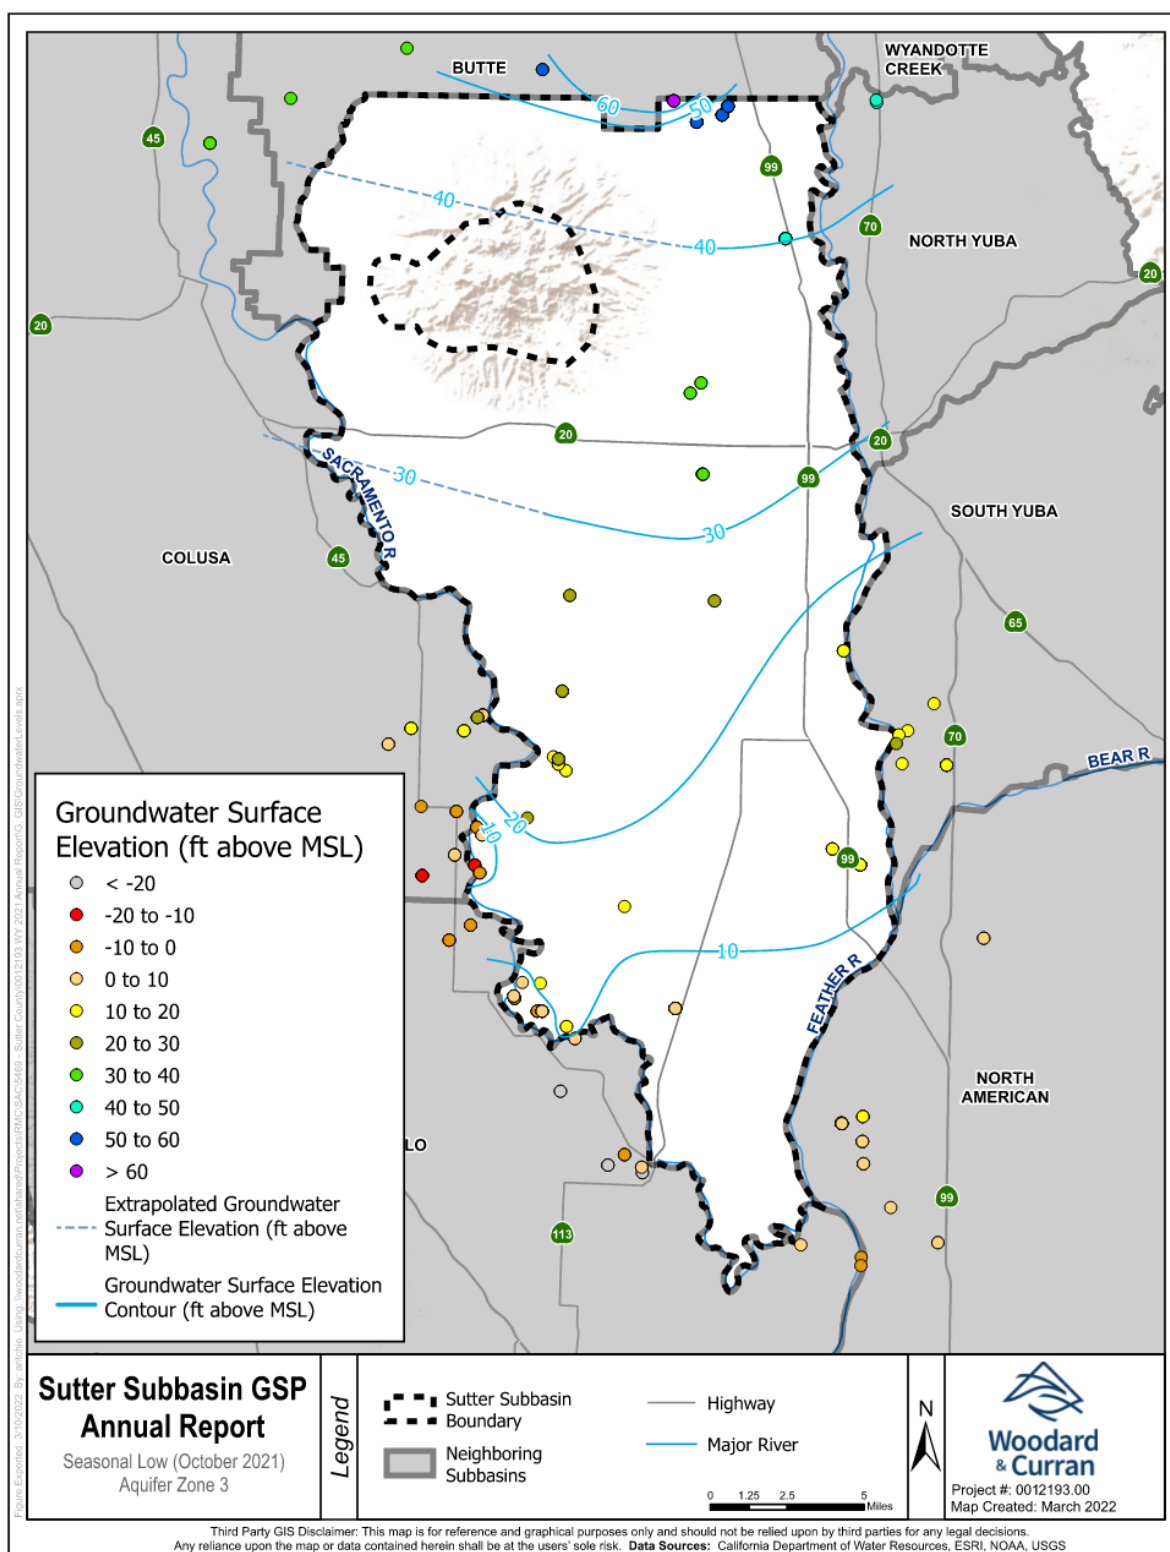 BUTTE
WYANDOTTE
CREEK
60
50
45
99
40
40
70
NORTH YUBA
20
20
SACRAMENTO R
20
20
30
99
30
SOUTH YUBA
COLUSA
45
65
70
BEAR R
20
10
99
10
FEATHER R
NORTH
AMERICAN
LO
99
113
Groundwater Surface
Elevation (ft above MSL)
< -20
-20 to -10
-10 to 0
0 to 10
10 to 20
20 to 30
30 to 40
40 to 50
50 to 60
> 60
Extrapolated Groundwater
Surface Elevation (ft above
MSL)
Groundwater Surface Elevation
Contour (ft above MSL)
Sutter Subbasin GSP
Annual Report
Seasonal Low (October 2021)
Aquifer Zone 3
Legend
Sutter Subbasin
Boundary
Neighboring
Subbasins
Highway
Major River
N
0 1.25 2.5 5
Miles
Woodard
& Curran
Project #: 0012193.00
Map Created: March 2022
Third Party GIS Disclaimer: This map is for reference and graphical purposes only and should not be relied upon by third parties for any legal decisions.
Any reliance upon the map or data contained herein shall be at the users' sole risk. Data Sources: California Department of Water Resources, ESRI, NOAA, USGS